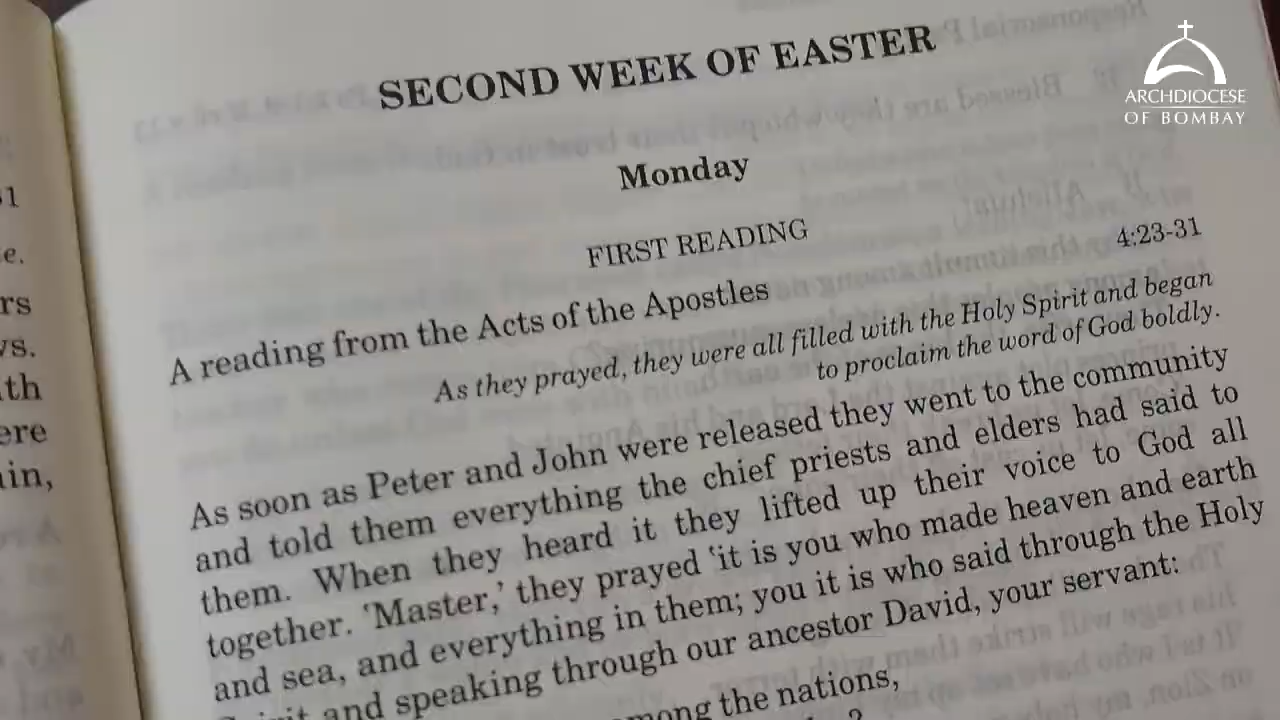 SECOND WEEK OF EASTER
Monday
FIRST READING
A reading from the Acts of the Apostles 4:23-31
As they prayed, they were all filled with the Holy Spirit and began
to proclaim the word of God boldly.
As soon as Peter and John were released they went to the community
and told them everything the chief priests and elders had said to
them. When they heard it they lifted up their voice to God all
together. 'Master,' they prayed 'it is you who made heaven and earth
and sea, and everything in them; you it is who said through the Holy
and speaking through our ancestor David, your servant:
among the nations,
ARCHDIOCESE
OF BOMBAY